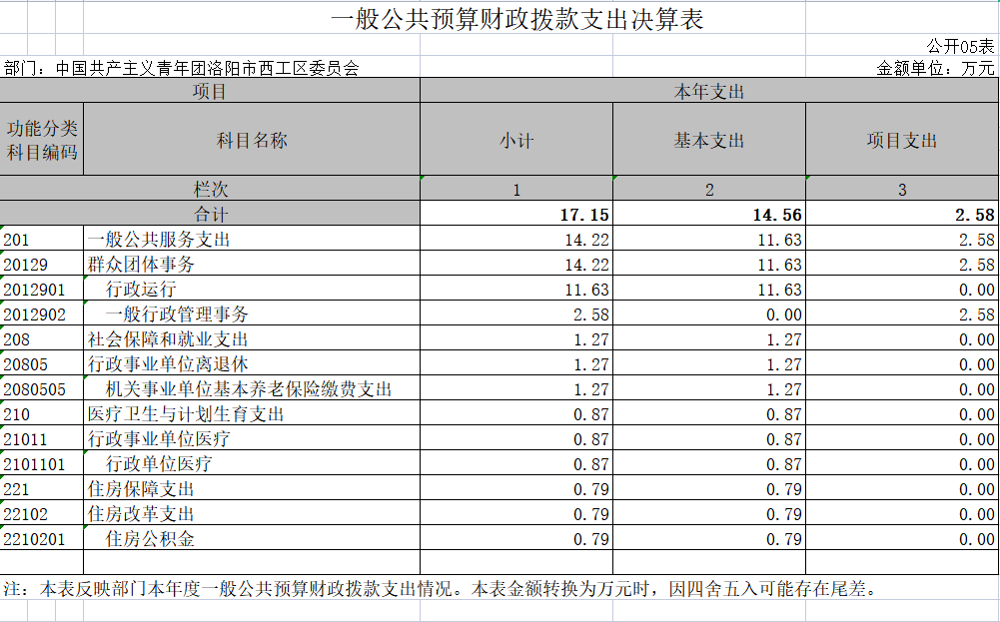 一般公共预算财政拨款支出决算表
公开05表
部门：中国共产主义青年团洛阳市西工区委员会 金额单位：万元
项目 本年支出
功能分类科目编码 科目名称 小计 基本支出 项目支出
栏次 1 2 3
合计 17.15 14.56 2.58
201 一般公共服务支出 14.22 11.63 2.58
20129 群众团体事务 14.22 11.63 2.58
2012901 行政运行 11.63 11.63 0.00
2012902 一般行政管理事务 2.58 0.00 2.58
208 社会保障和就业支出 1.27 1.27 0.00
20805 行政事业单位离退休 1.27 1.27 0.00
2080505 机关事业单位基本养老保险缴费支出 1.27 1.27 0.00
210 医疗卫生与计划生育支出 0.87 0.87 0.00
21011 行政事业单位医疗 0.87 0.87 0.00
2101101 行政单位医疗 0.87 0.87 0.00
221 住房保障支出 0.79 0.79 0.00
22102 住房改革支出 0.79 0.79 0.00
2210201 住房公积金 0.79 0.79 0.00
注：本表反映部门本年度一般公共预算财政拨款支出情况。本表金额转换为万元时，因四舍五入可能存在尾差。